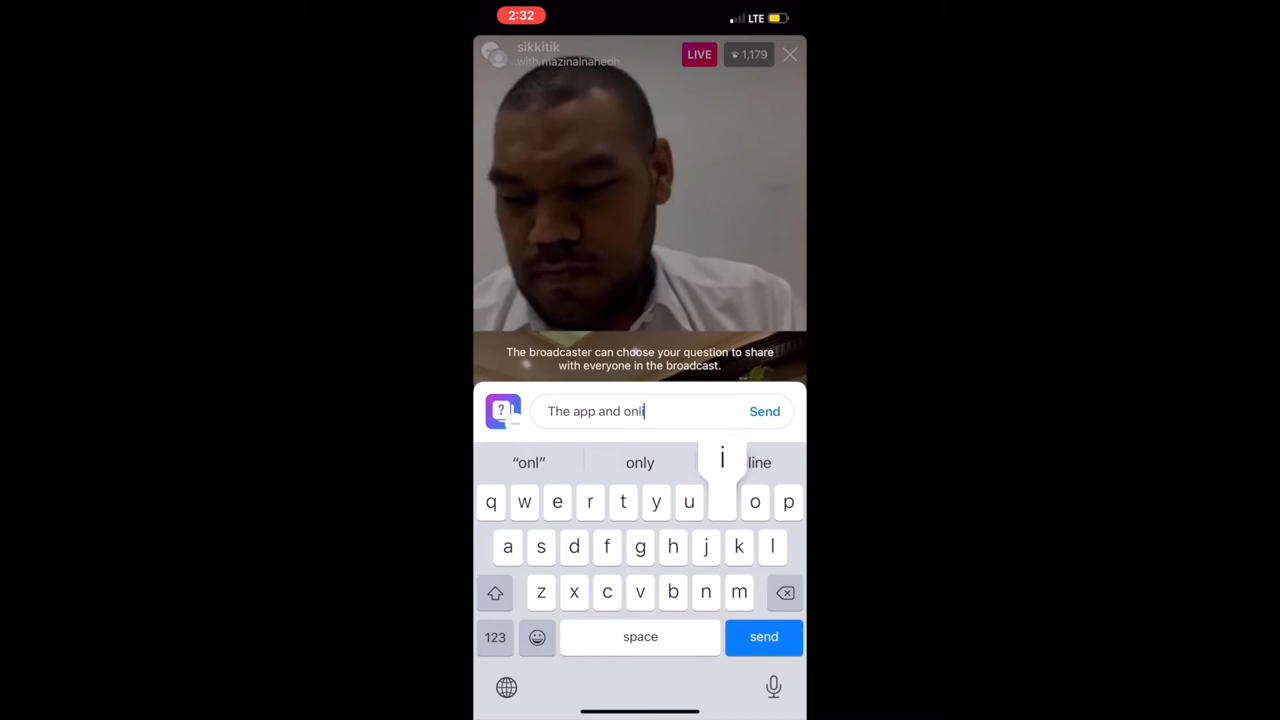 2:32
LTE
sikkitik
...with mazinalnahedh
LIVE
1,179
The broadcaster can choose your question to share
with everyone in the broadcast.
?
The app and onli
Send
“onl”
only
line
i
q w e r t y u o p
a s d f g h j k l
z x c v b n m
123
space
send